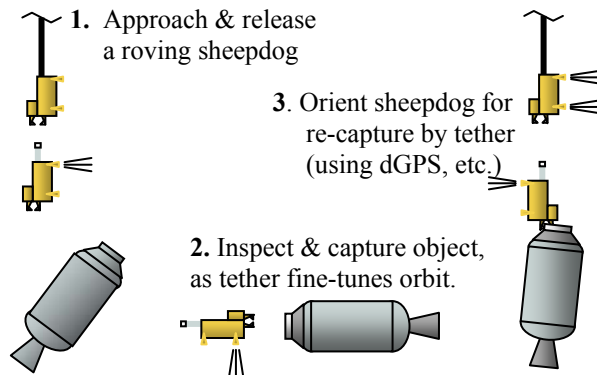 1. Approach & release
a roving sheepdog
3. Orient sheepdog for
re-capture by tether
(using dGPS, etc.)
2. Inspect & capture object,
as tether fine-tunes orbit.